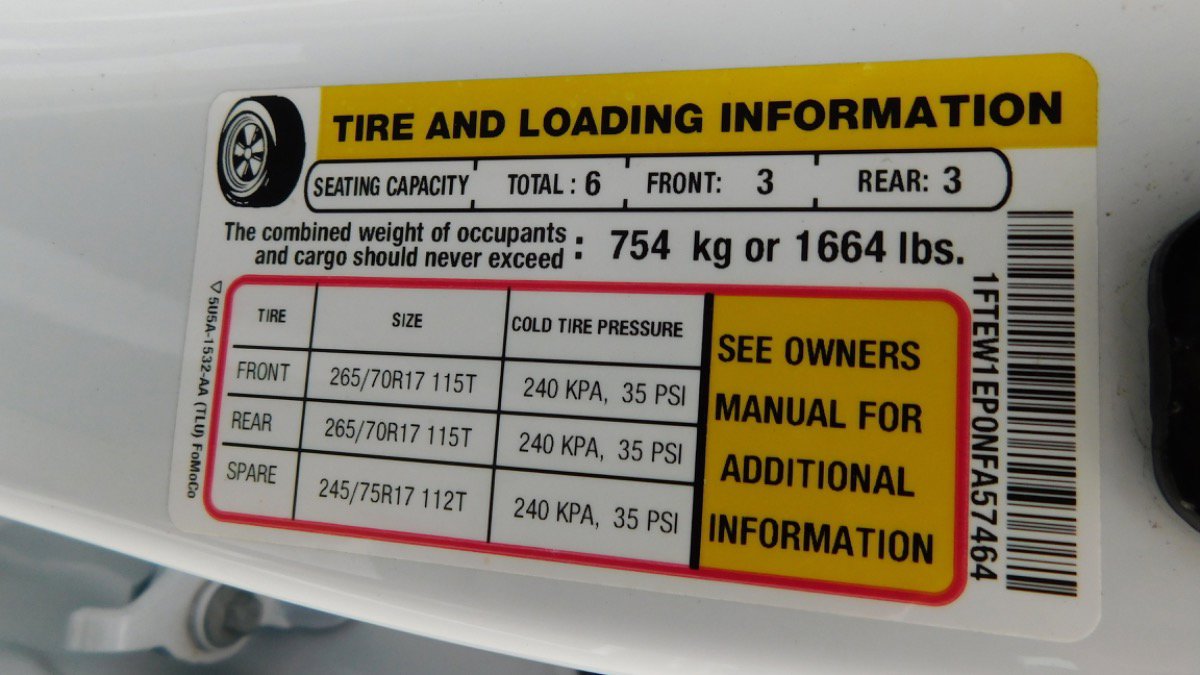 TIRE AND LOADING INFORMATION
SEATING CAPACITY TOTAL : 6 FRONT: 3 REAR: 3
The combined weight of occupants
and cargo should never exceed : 754 kg or 1664 lbs.
TIRE SIZE COLD TIRE PRESSURE
FRONT 265/70R17 115T 240 KPA, 35 PSI
REAR 265/70R17 115T 240 KPA, 35 PSI
SPARE 245/75R17 112T 240 KPA, 35 PSI
SEE OWNERS
MANUAL FOR
ADDITIONAL
INFORMATION
5U5A-1532-AA (TLU) FoMoCo
1FTEW1EP0NFA57464